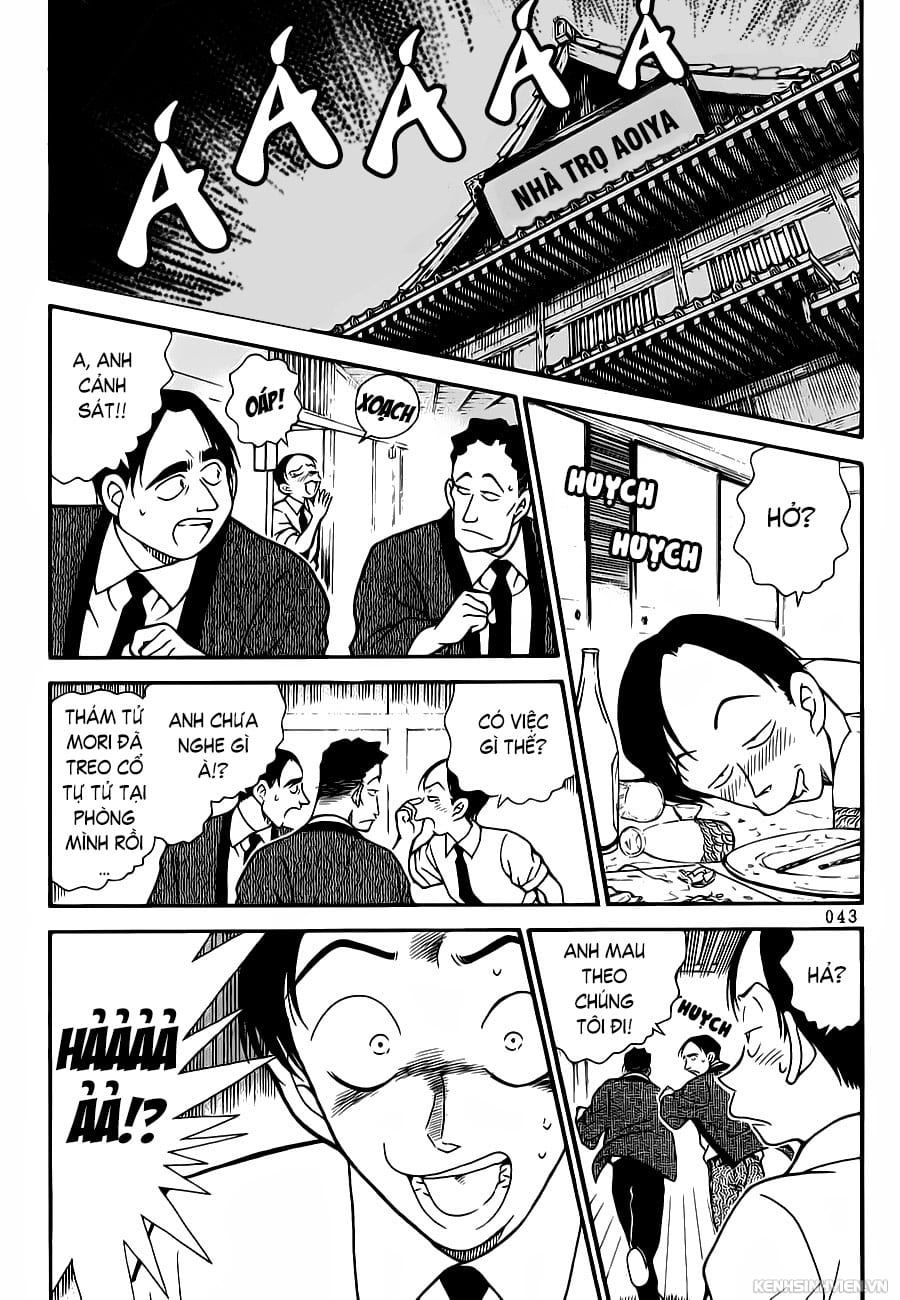 Á Á Á Á Á
NHÀ TRỌ AOIYA
HUỴCH
HUỴCH
HỞ?
XOẠCH
OÁP!
A, ANH
CẢNH
SÁT!!
CÓ VIỆC
GÌ THẾ?
ANH CHƯA
NGHE GÌ
À!?
THÁM TỬ
MORI ĐÃ
TREO CỔ
TỰ TỬ TẠI
PHÒNG
MÌNH RỒI
...
043
HẢ?
ANH MAU
THEO
CHÚNG
TÔI ĐI!
HUỴCH
HẢẢẢẢ
ẢẢ!?
KENHSINHVIEN.VN